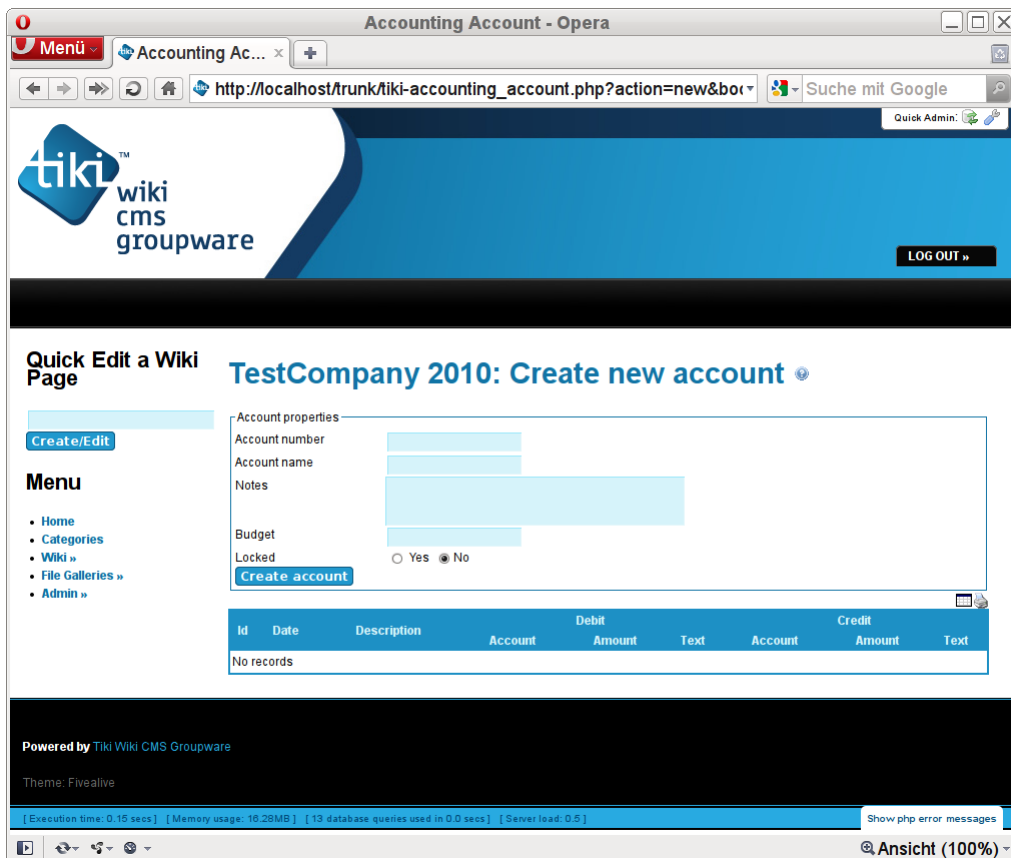 Accounting Account - Opera
Menü
Accounting Ac...
http://localhost/trunk/tiki-accounting_account.php?action=new&boo
Suche mit Google
Quick Admin:
tiki™
wiki
cms
groupware
LOG OUT »
Quick Edit a Wiki
Page
Create/Edit
Menu
Home
Categories
Wiki »
File Galleries »
Admin »
TestCompany 2010: Create new account
Account properties
Account number
Account name
Notes
Budget
Locked Yes No
Create account
Debit Credit
Id Date Description
Account Amount Text Account Amount Text
No records
Powered by Tiki Wiki CMS Groupware
Theme: Fivealive
[ Execution time: 0.15 secs ] [ Memory usage: 16.28MB ] [ 13 database queries used in 0.0 secs ] [ Server load: 0.5 ]
Show php error messages
Ansicht (100%)